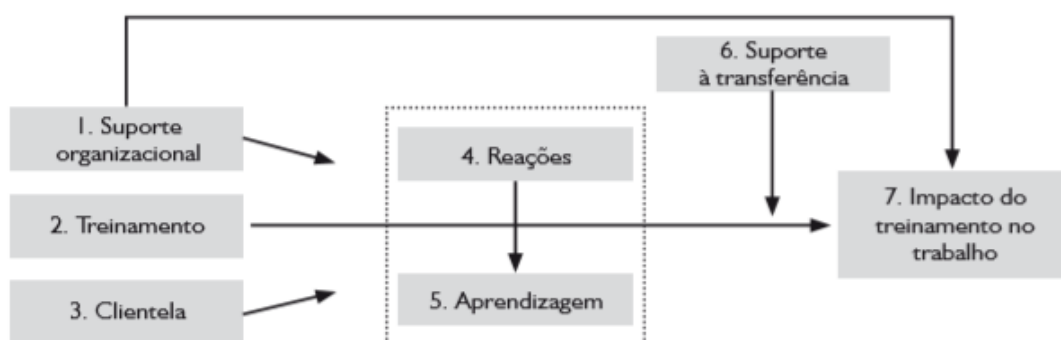 1. Suporte
organizacional
2. Treinamento
3. Clientela
4. Reações
5. Aprendizagem
6. Suporte
à transferência
7. Impacto do
treinamento no
trabalho